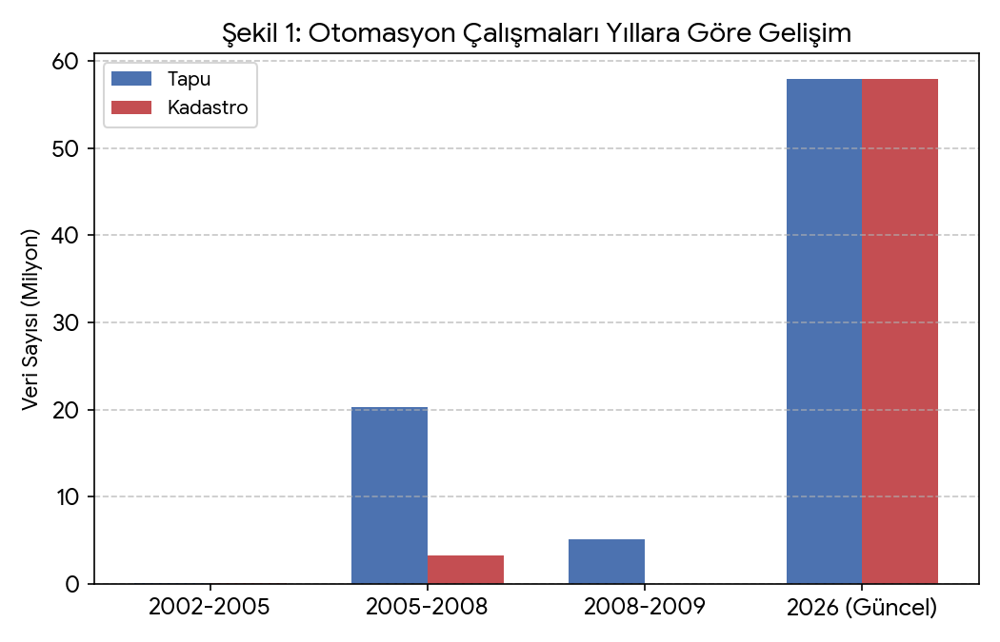 Şekil 1: Otomasyon Çalışmaları Yıllara Göre Gelişim
Tapu
Kadastro
Veri Sayısı (Milyon)
60
50
40
30
20
10
0
2002-2005
2005-2008
2008-2009
2026 (Güncel)